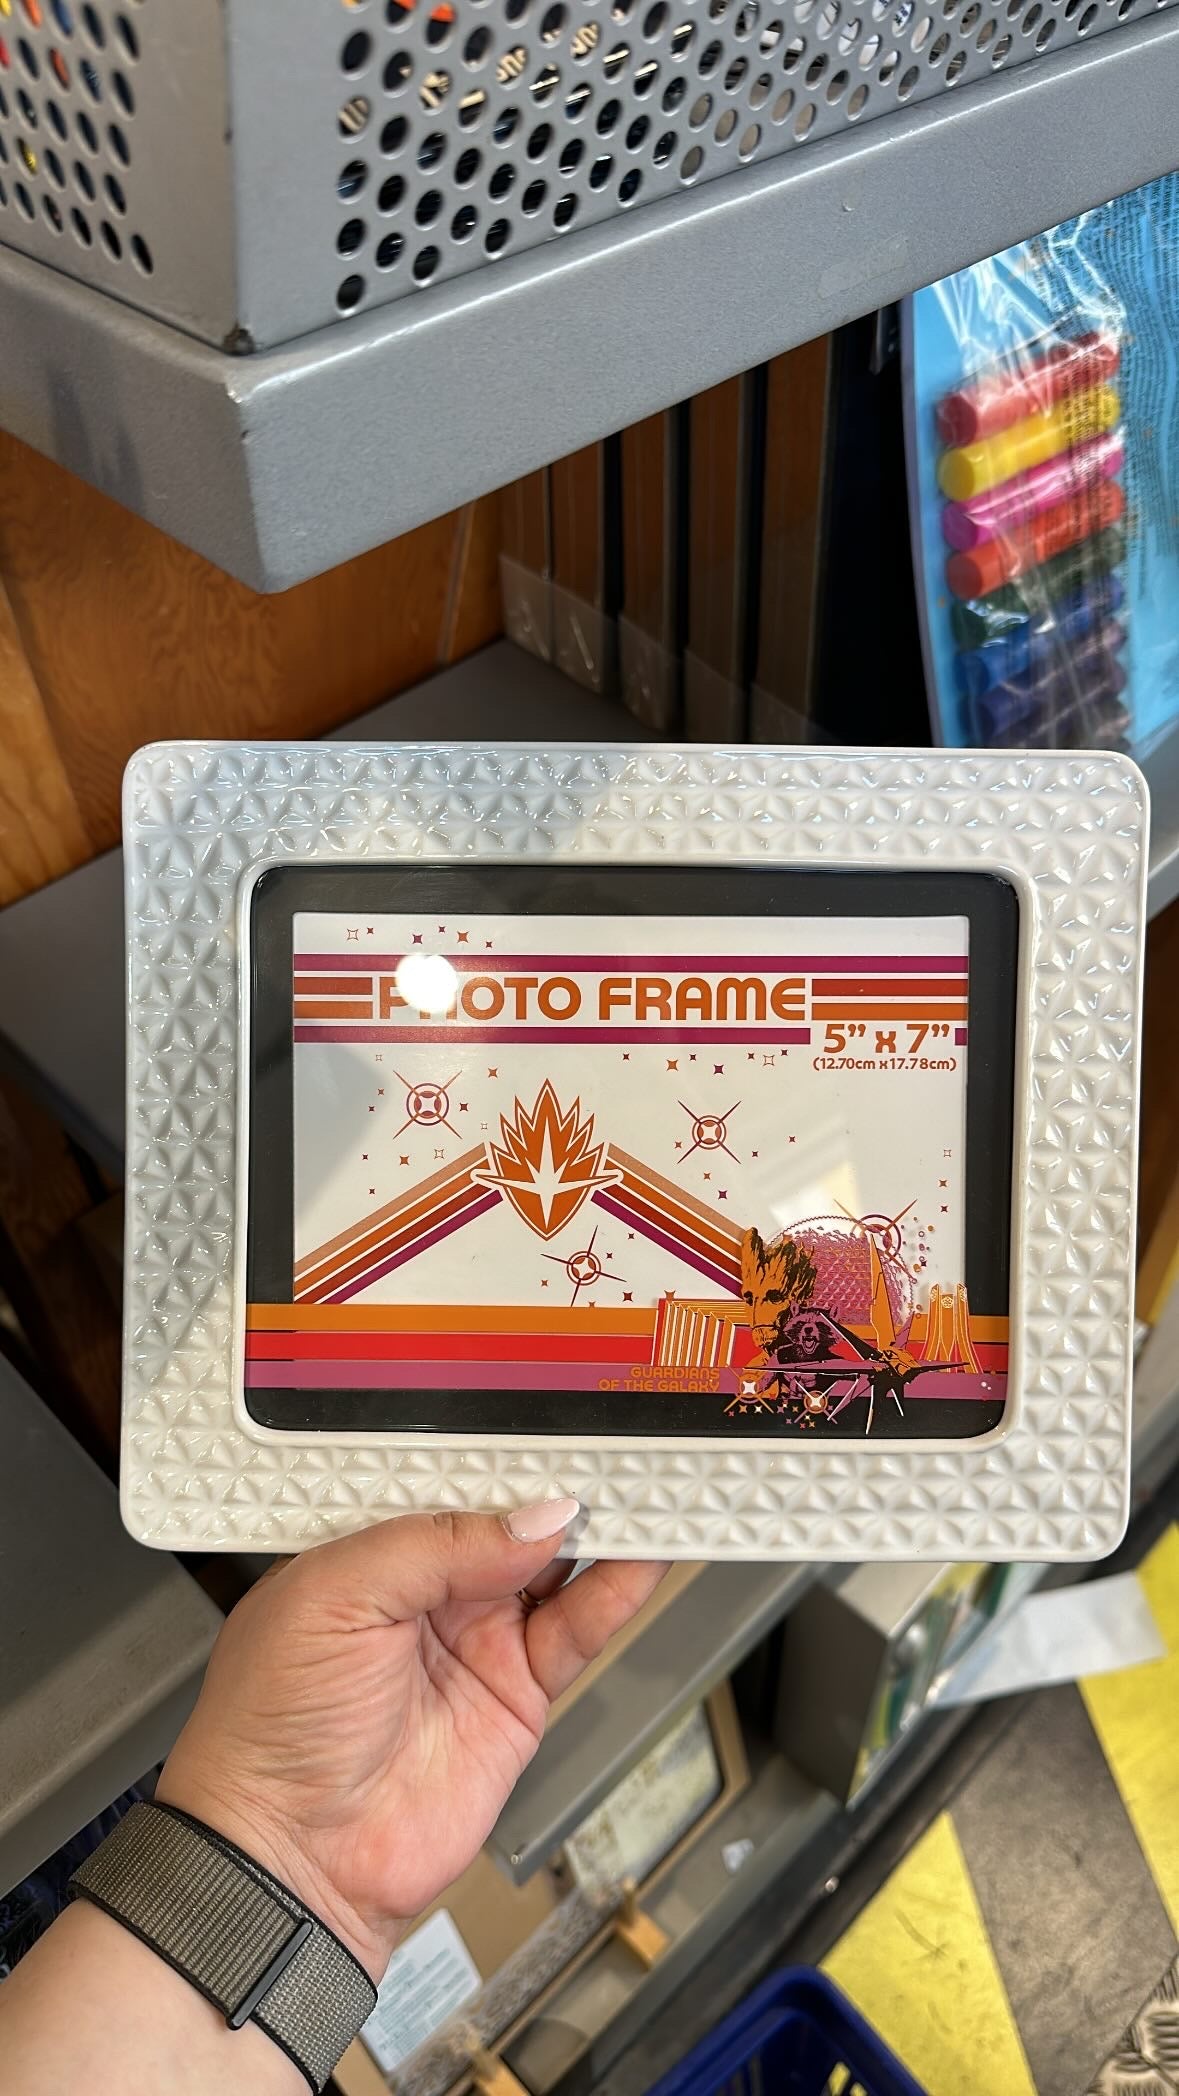 PHOTO FRAME
5" x 7"
(12.70cm x 17.78cm)
GUARDIANS
OF THE GALAXY